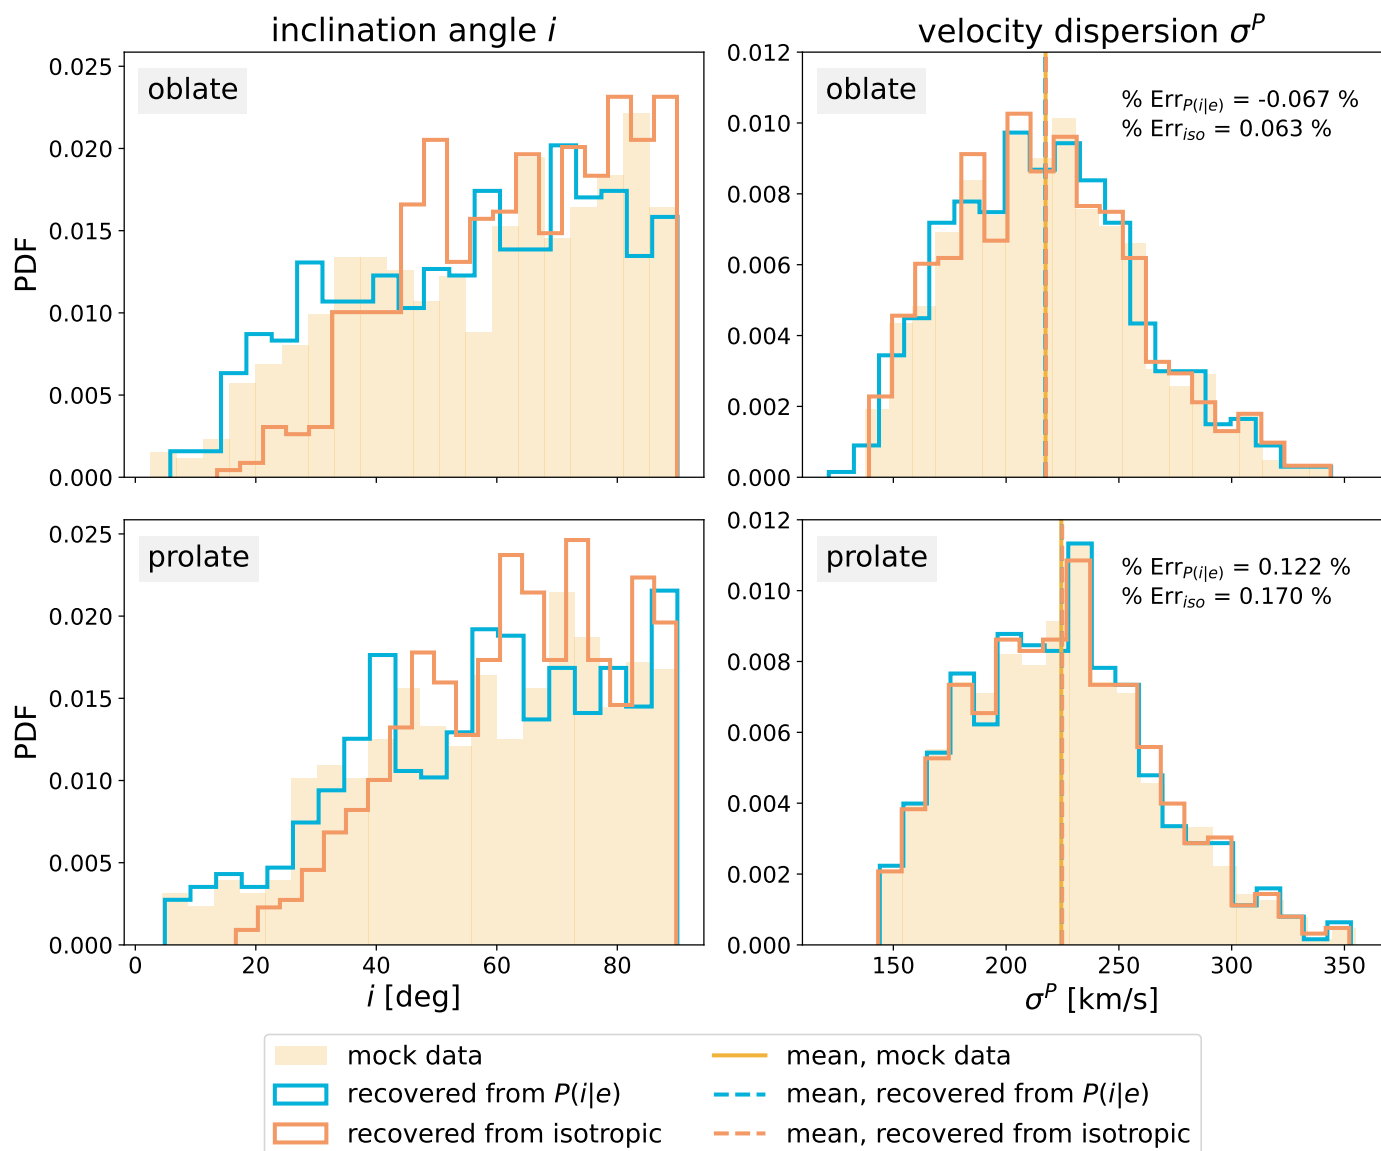 inclination angle i
velocity dispersion σᴾ
oblate
PDF
0.025
0.020
0.015
0.010
0.005
0.000
oblate
% Err_P(i|e) = -0.067 %
% Err_iso = 0.063 %
0.012
0.010
0.008
0.006
0.004
0.002
0.000
prolate
PDF
0.025
0.020
0.015
0.010
0.005
0.000
0 20 40 60 80
i [deg]
prolate
% Err_P(i|e) = 0.122 %
% Err_iso = 0.170 %
0.012
0.010
0.008
0.006
0.004
0.002
0.000
150 200 250 300 350
σᴾ [km/s]
mock data
recovered from P(i|e)
recovered from isotropic
mean, mock data
mean, recovered from P(i|e)
mean, recovered from isotropic